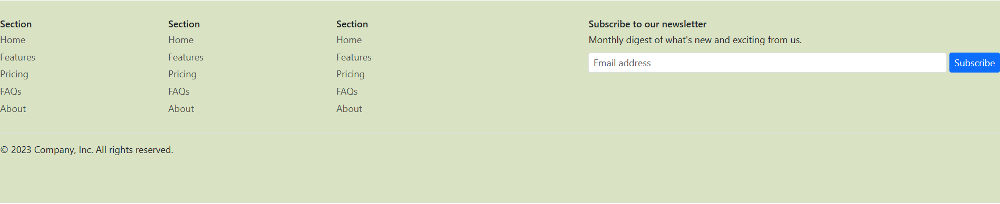 Section
Home
Features
Pricing
FAQs
About
Section
Home
Features
Pricing
FAQs
About
Section
Home
Features
Pricing
FAQs
About
Subscribe to our newsletter
Monthly digest of what's new and exciting from us.
Email address
Subscribe
© 2023 Company, Inc. All rights reserved.